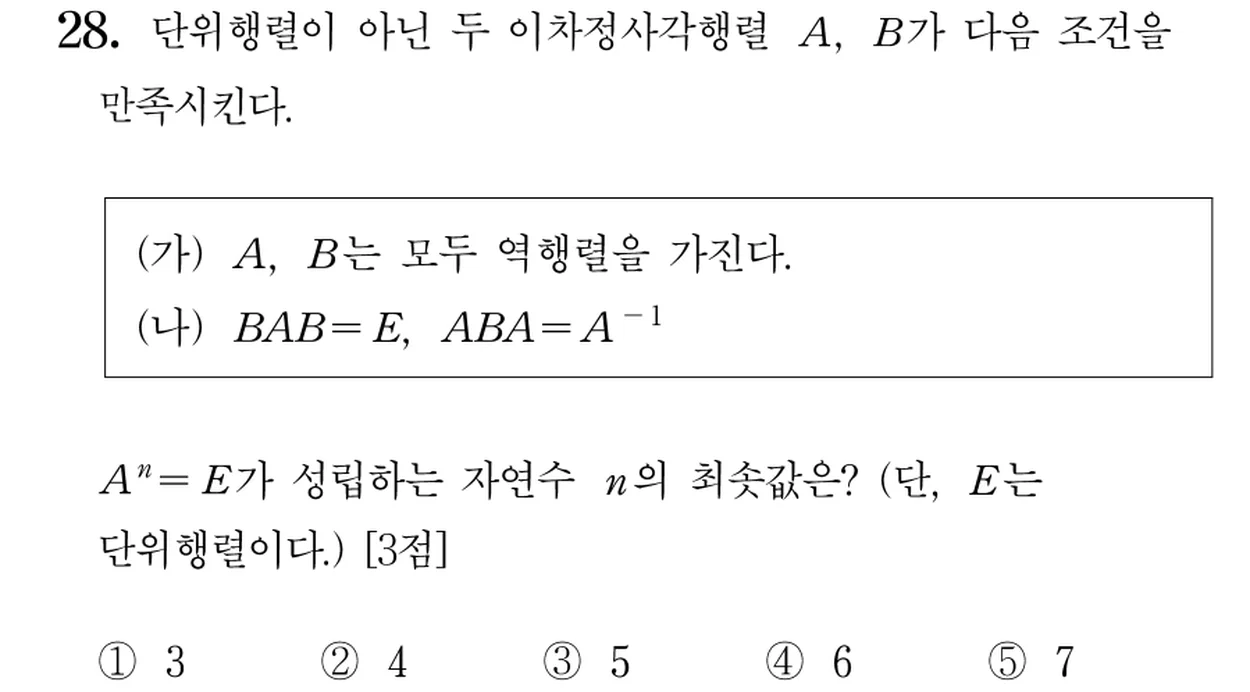 28. 단위행렬이 아닌 두 이차정사각행렬 A, B가 다음 조건을
만족시킨다.
(가) A, B는 모두 역행렬을 가진다.
(나) BAB=E, ABA=A⁻¹
Aⁿ=E가 성립하는 자연수 n의 최솟값은? (단, E는
단위행렬이다.) [3점]
① 3 ② 4 ③ 5 ④ 6 ⑤ 7